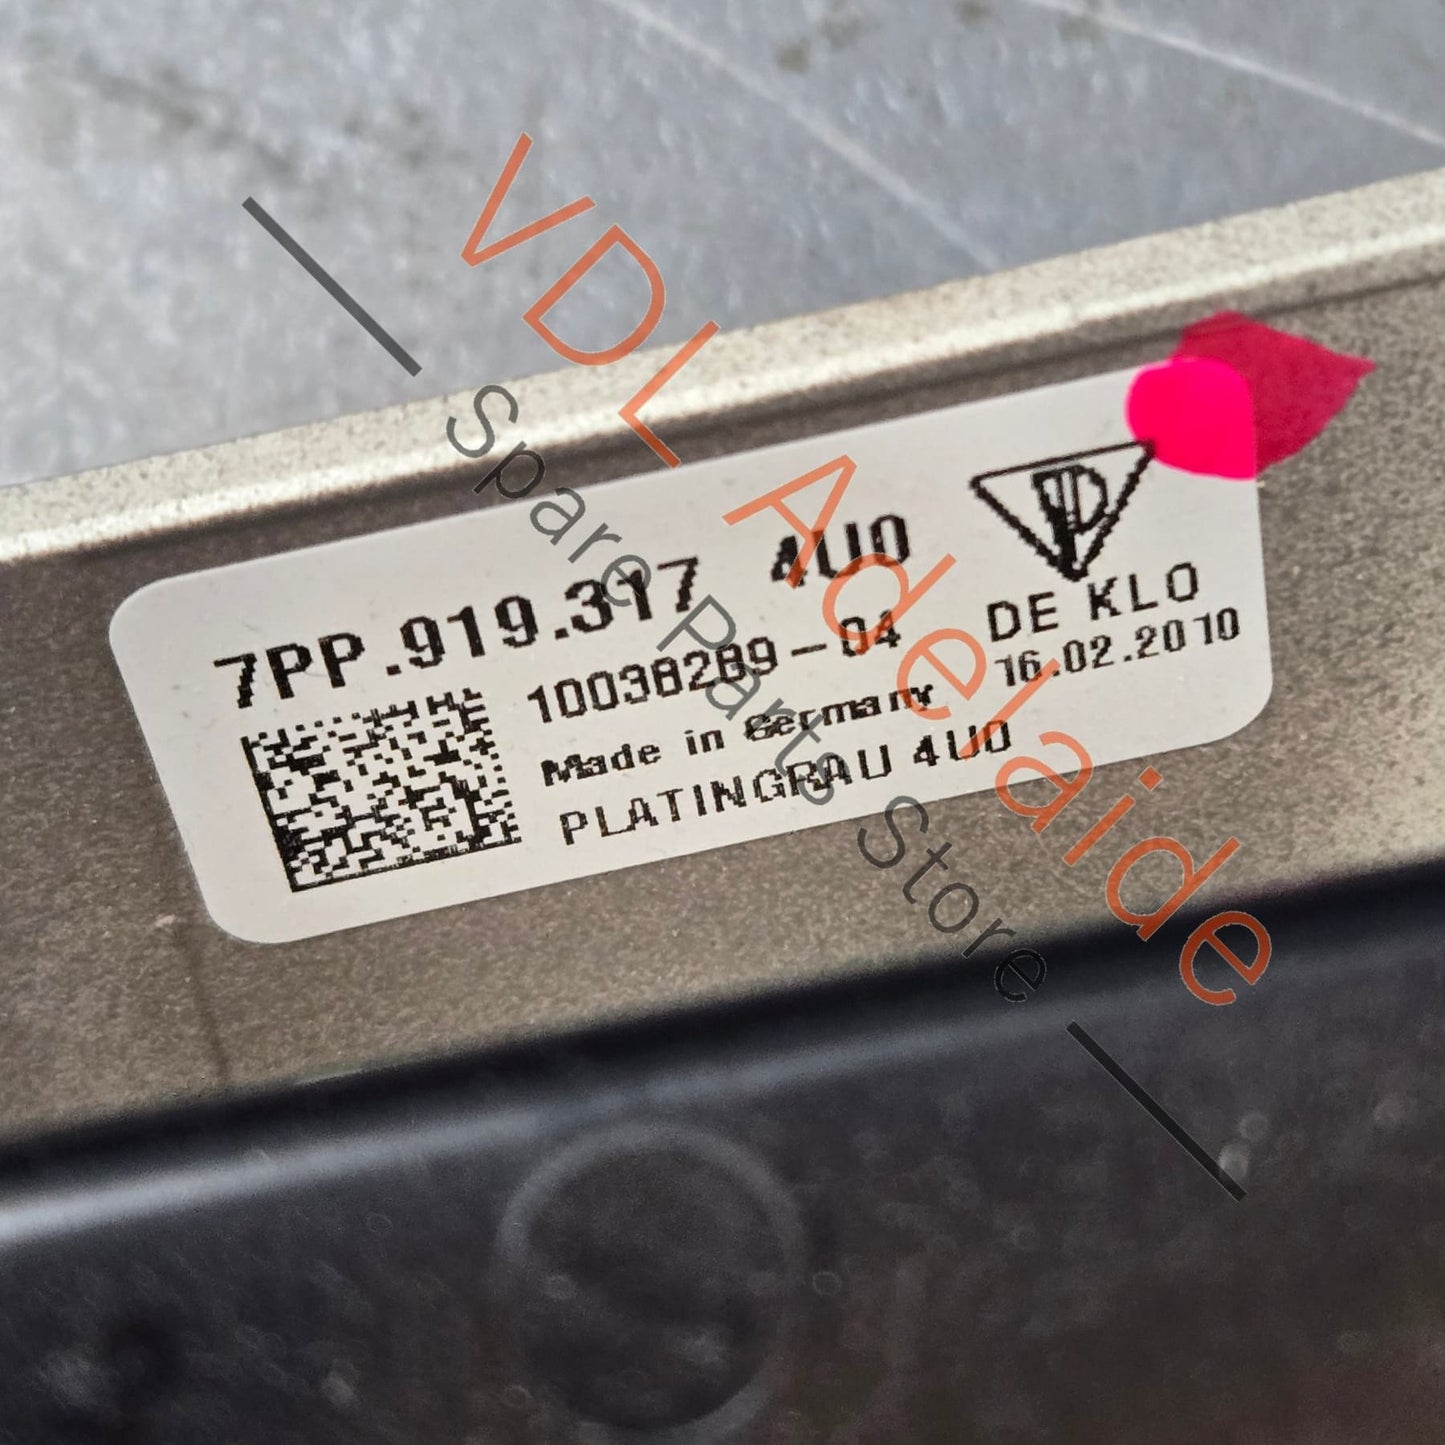 VDL Adelaide
Spare Parts Store
7PP.919.317 4U0
10038289-04
Made in Germany
PLATINGRAU 4U0
DE KLO
16.02.2010